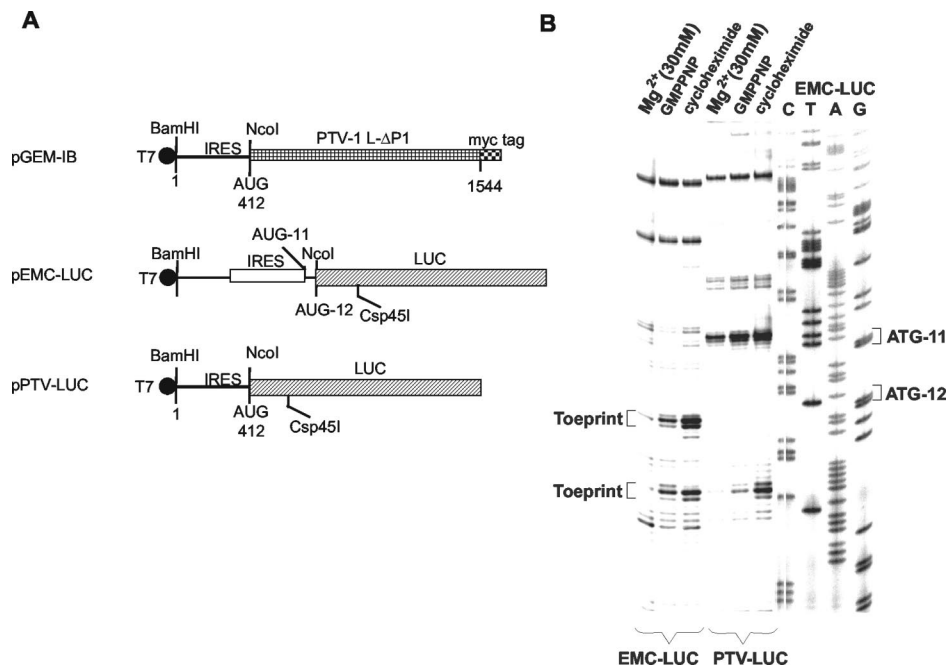 A
BamHI
NcoI
PTV-1 L-ΔP1
myc tag
pGEM-IB
T7
IRES
1
AUG
412
1544
AUG-11
BamHI
NcoI
LUC
IRES
pEMC-LUC
T7
AUG-12
Csp45I
BamHI
NcoI
LUC
pPTV-LUC
T7
IRES
1
AUG
412
Csp45I
B
Mg2+(30mM)
GMPPNP
cycloheximide
Mg2+(30mM)
GMPPNP
cycloheximide
EMC-LUC
C T A G
ATG-11
ATG-12
Toeprint
Toeprint
EMC-LUC PTV-LUC